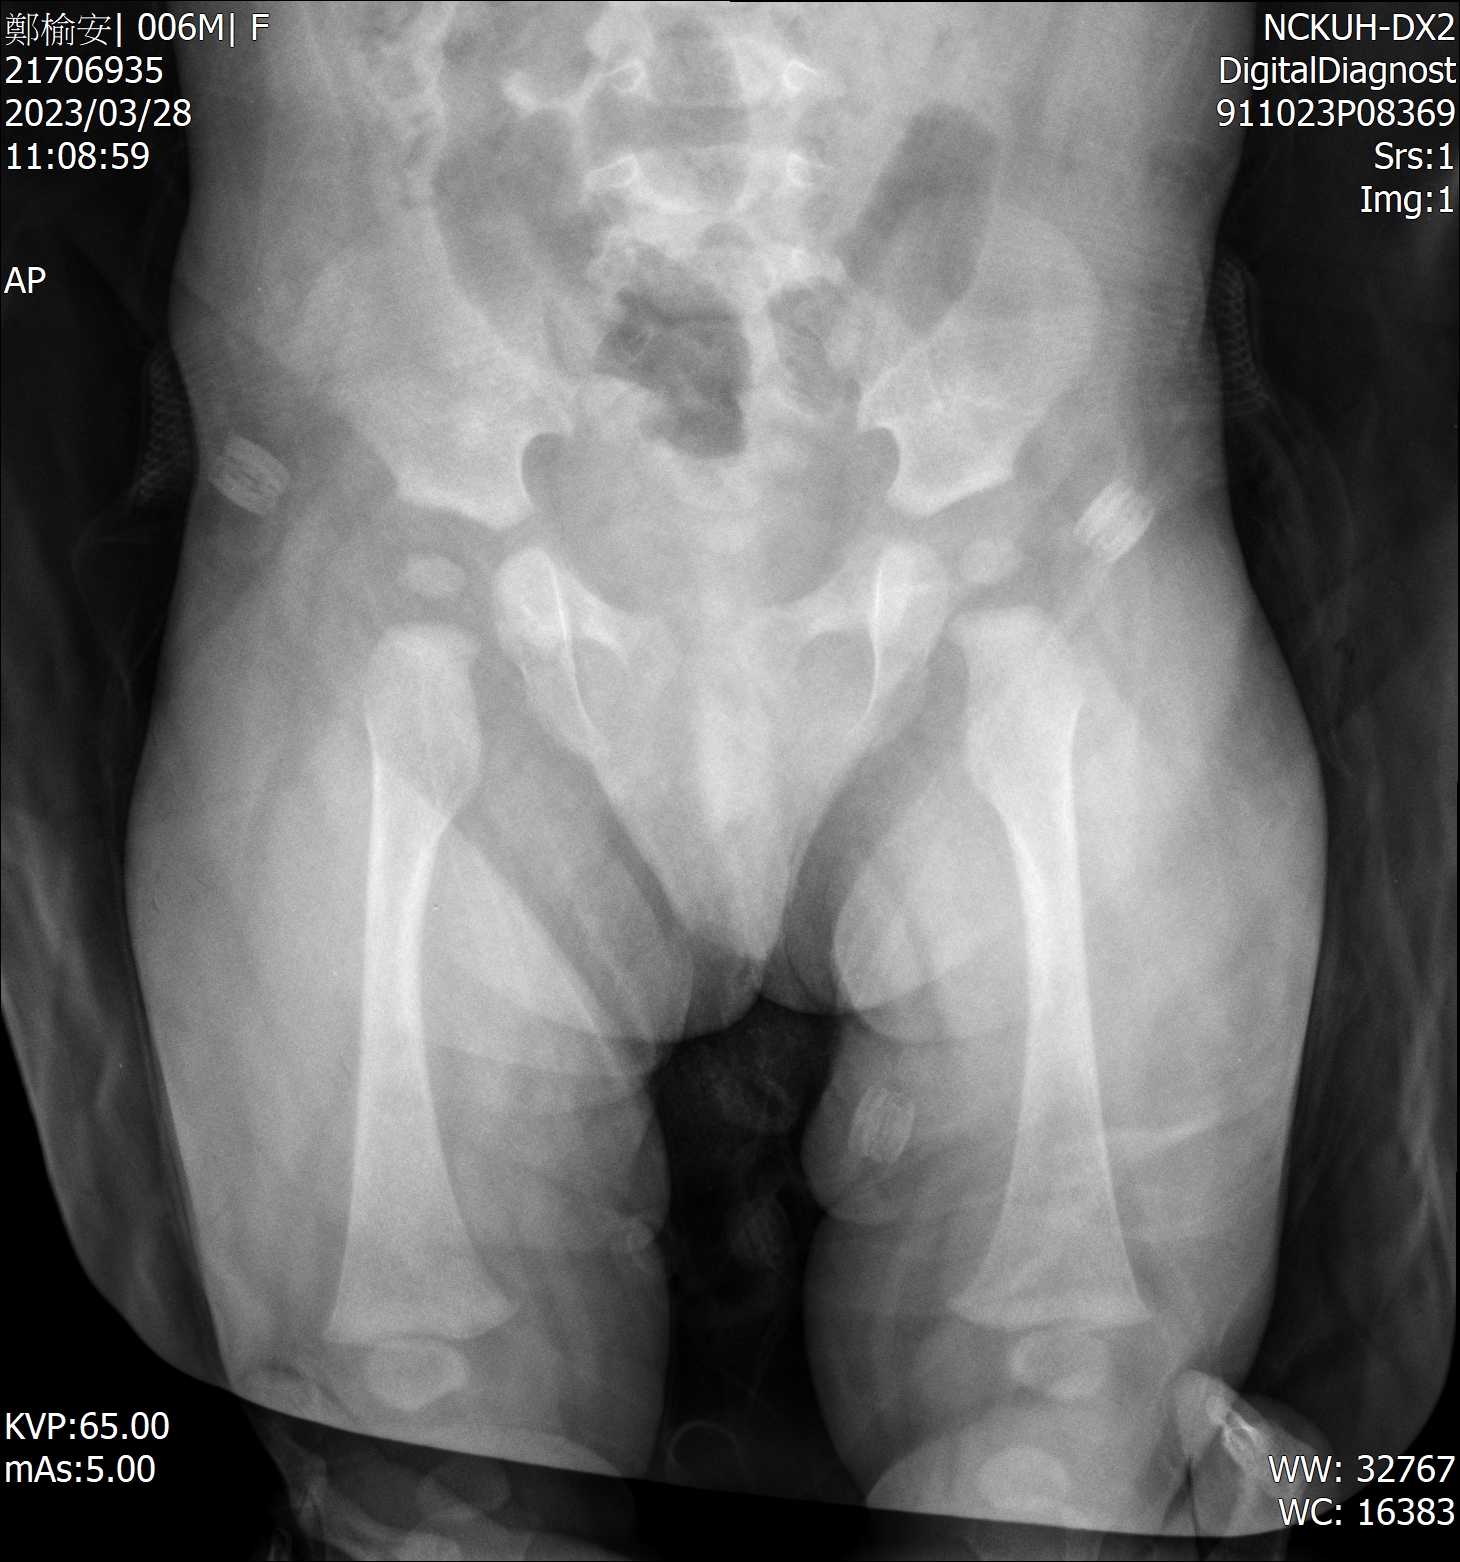 鄭榆安| 006M| F
21706935
2023/03/28
11:08:59
AP
NCKUH-DX2
DigitalDiagnost
911023P08369
Srs:1
Img:1
KVP:65.00
mAs:5.00
WW: 32767
WC: 16383